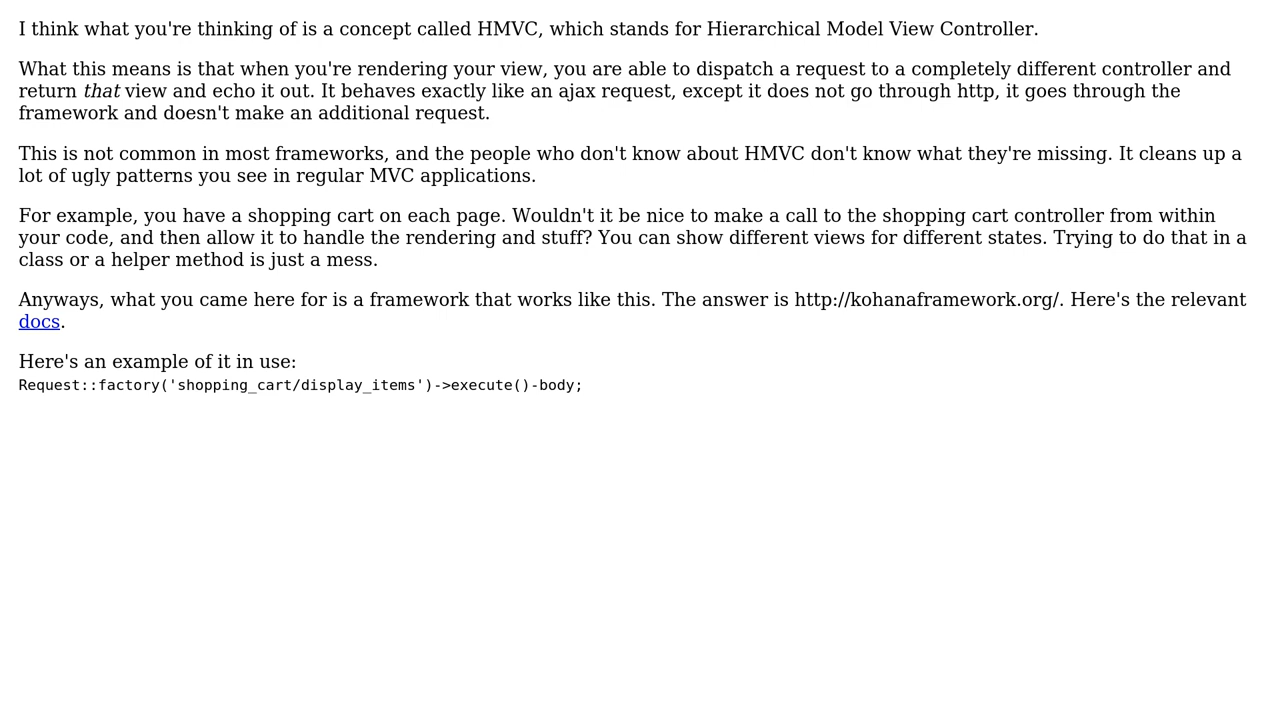 I think what you're thinking of is a concept called HMVC, which stands for Hierarchical Model View Controller.
What this means is that when you're rendering your view, you are able to dispatch a request to a completely different controller and
return that view and echo it out. It behaves exactly like an ajax request, except it does not go through http, it goes through the
framework and doesn't make an additional request.
This is not common in most frameworks, and the people who don't know about HMVC don't know what they're missing. It cleans up a
lot of ugly patterns you see in regular MVC applications.
For example, you have a shopping cart on each page. Wouldn't it be nice to make a call to the shopping cart controller from within
your code, and then allow it to handle the rendering and stuff? You can show different views for different states. Trying to do that in a
class or a helper method is just a mess.
Anyways, what you came here for is a framework that works like this. The answer is http://kohanaframework.org/. Here's the relevant
docs.
Here's an example of it in use:
Request::factory('shopping_cart/display_items')->execute()-body;